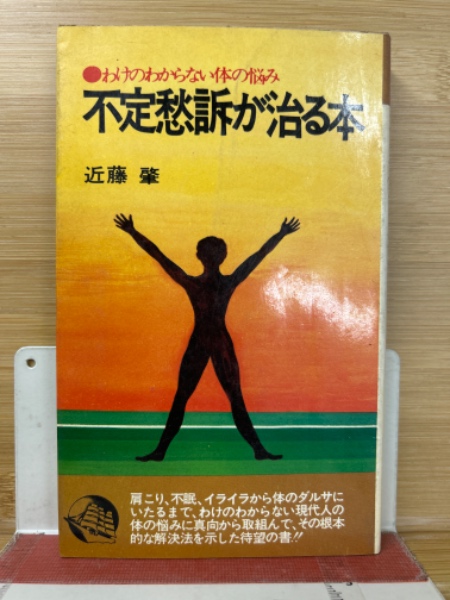 ●わけのわからない体の悩み
不定愁訴が治る本
近藤 肇
肩こり、不眠、イライラから体のダルサに
いたるまで、わけのわからない現代人の
体の悩みに真向から取組んで、その根本
的な解決法を示した待望の書!!